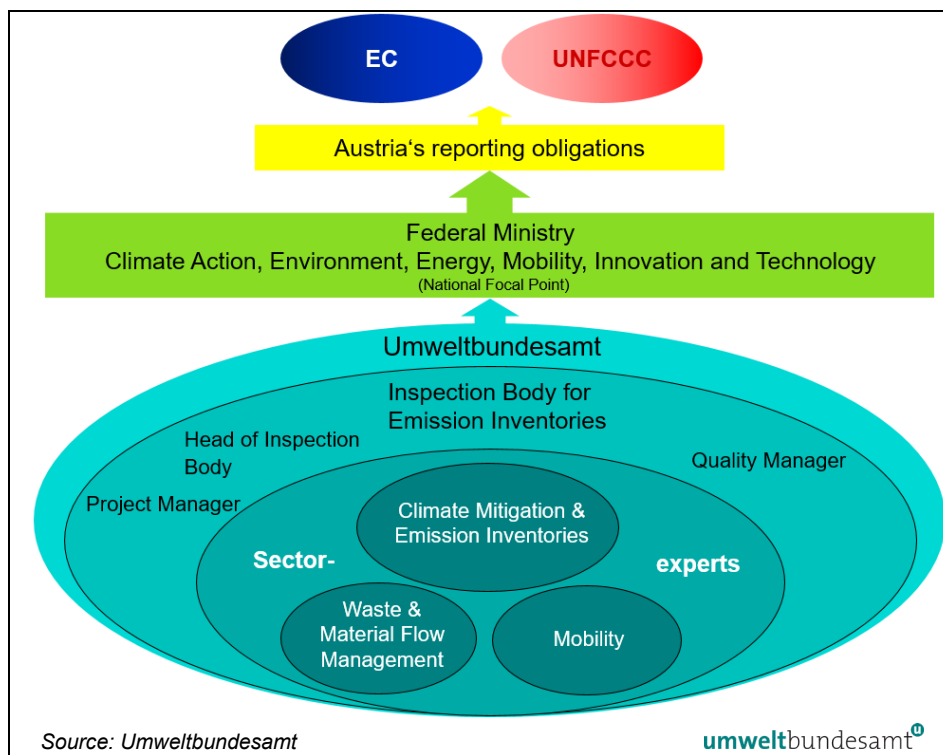 EC
UNFCCC
Austria‘s reporting obligations
Federal Ministry
Climate Action, Environment, Energy, Mobility, Innovation and Technology
(National Focal Point)
Umweltbundesamt
Inspection Body for
Emission Inventories
Head of Inspection
Body
Quality Manager
Project Manager
Climate Mitigation &
Emission Inventories
Sector-
experts
Waste &
Material Flow
Management
Mobility
Source: Umweltbundesamt
umweltbundesamt u